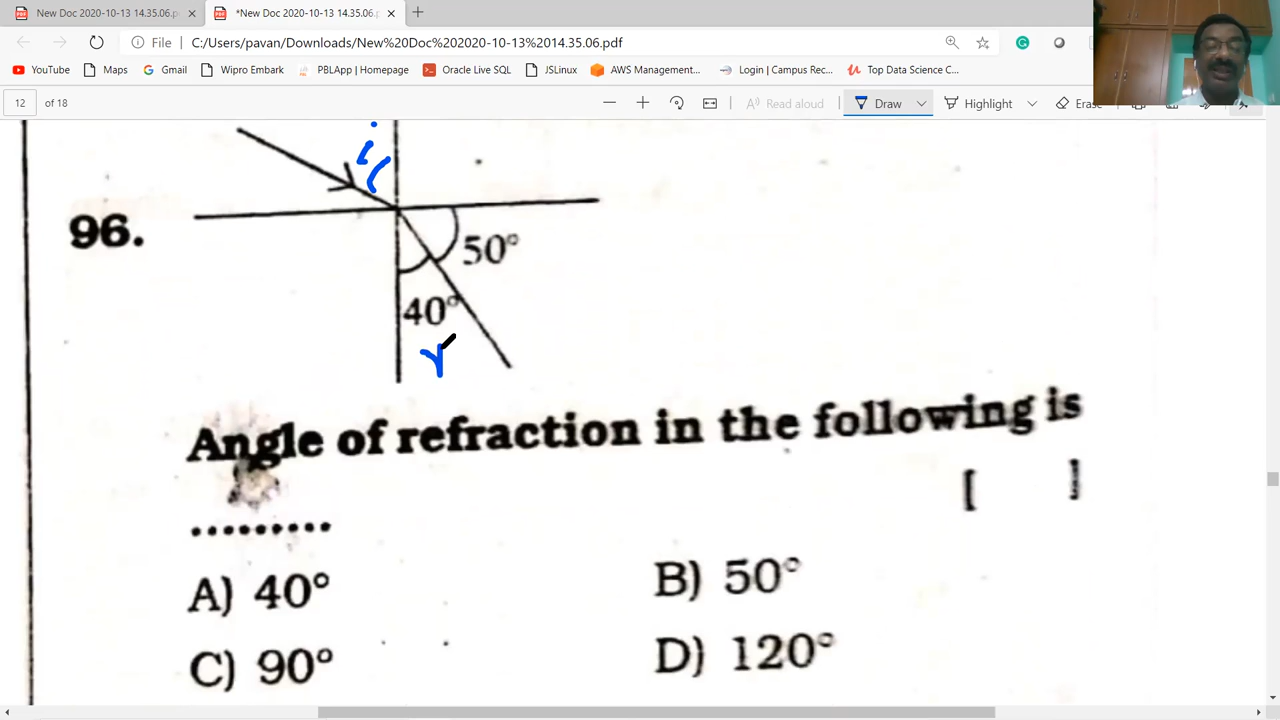 New Doc 2020-10-13 14.35.06.p
*New Doc 2020-10-13 14.35.06.p
File C:/Users/pavan/Downloads/New%20Doc%202020-10-13%2014.35.06.pdf
YouTube Maps Gmail Wipro Embark PBLApp | Homepage Oracle Live SQL JSLinux AWS Management... Login | Campus Rec... Top Data Science C...
12 of 18 Read aloud Draw Highlight Erase
i
96.
50°
40°
r
Angle of refraction in the following is
......... [ ]
A) 40° B) 50°
C) 90° D) 120°